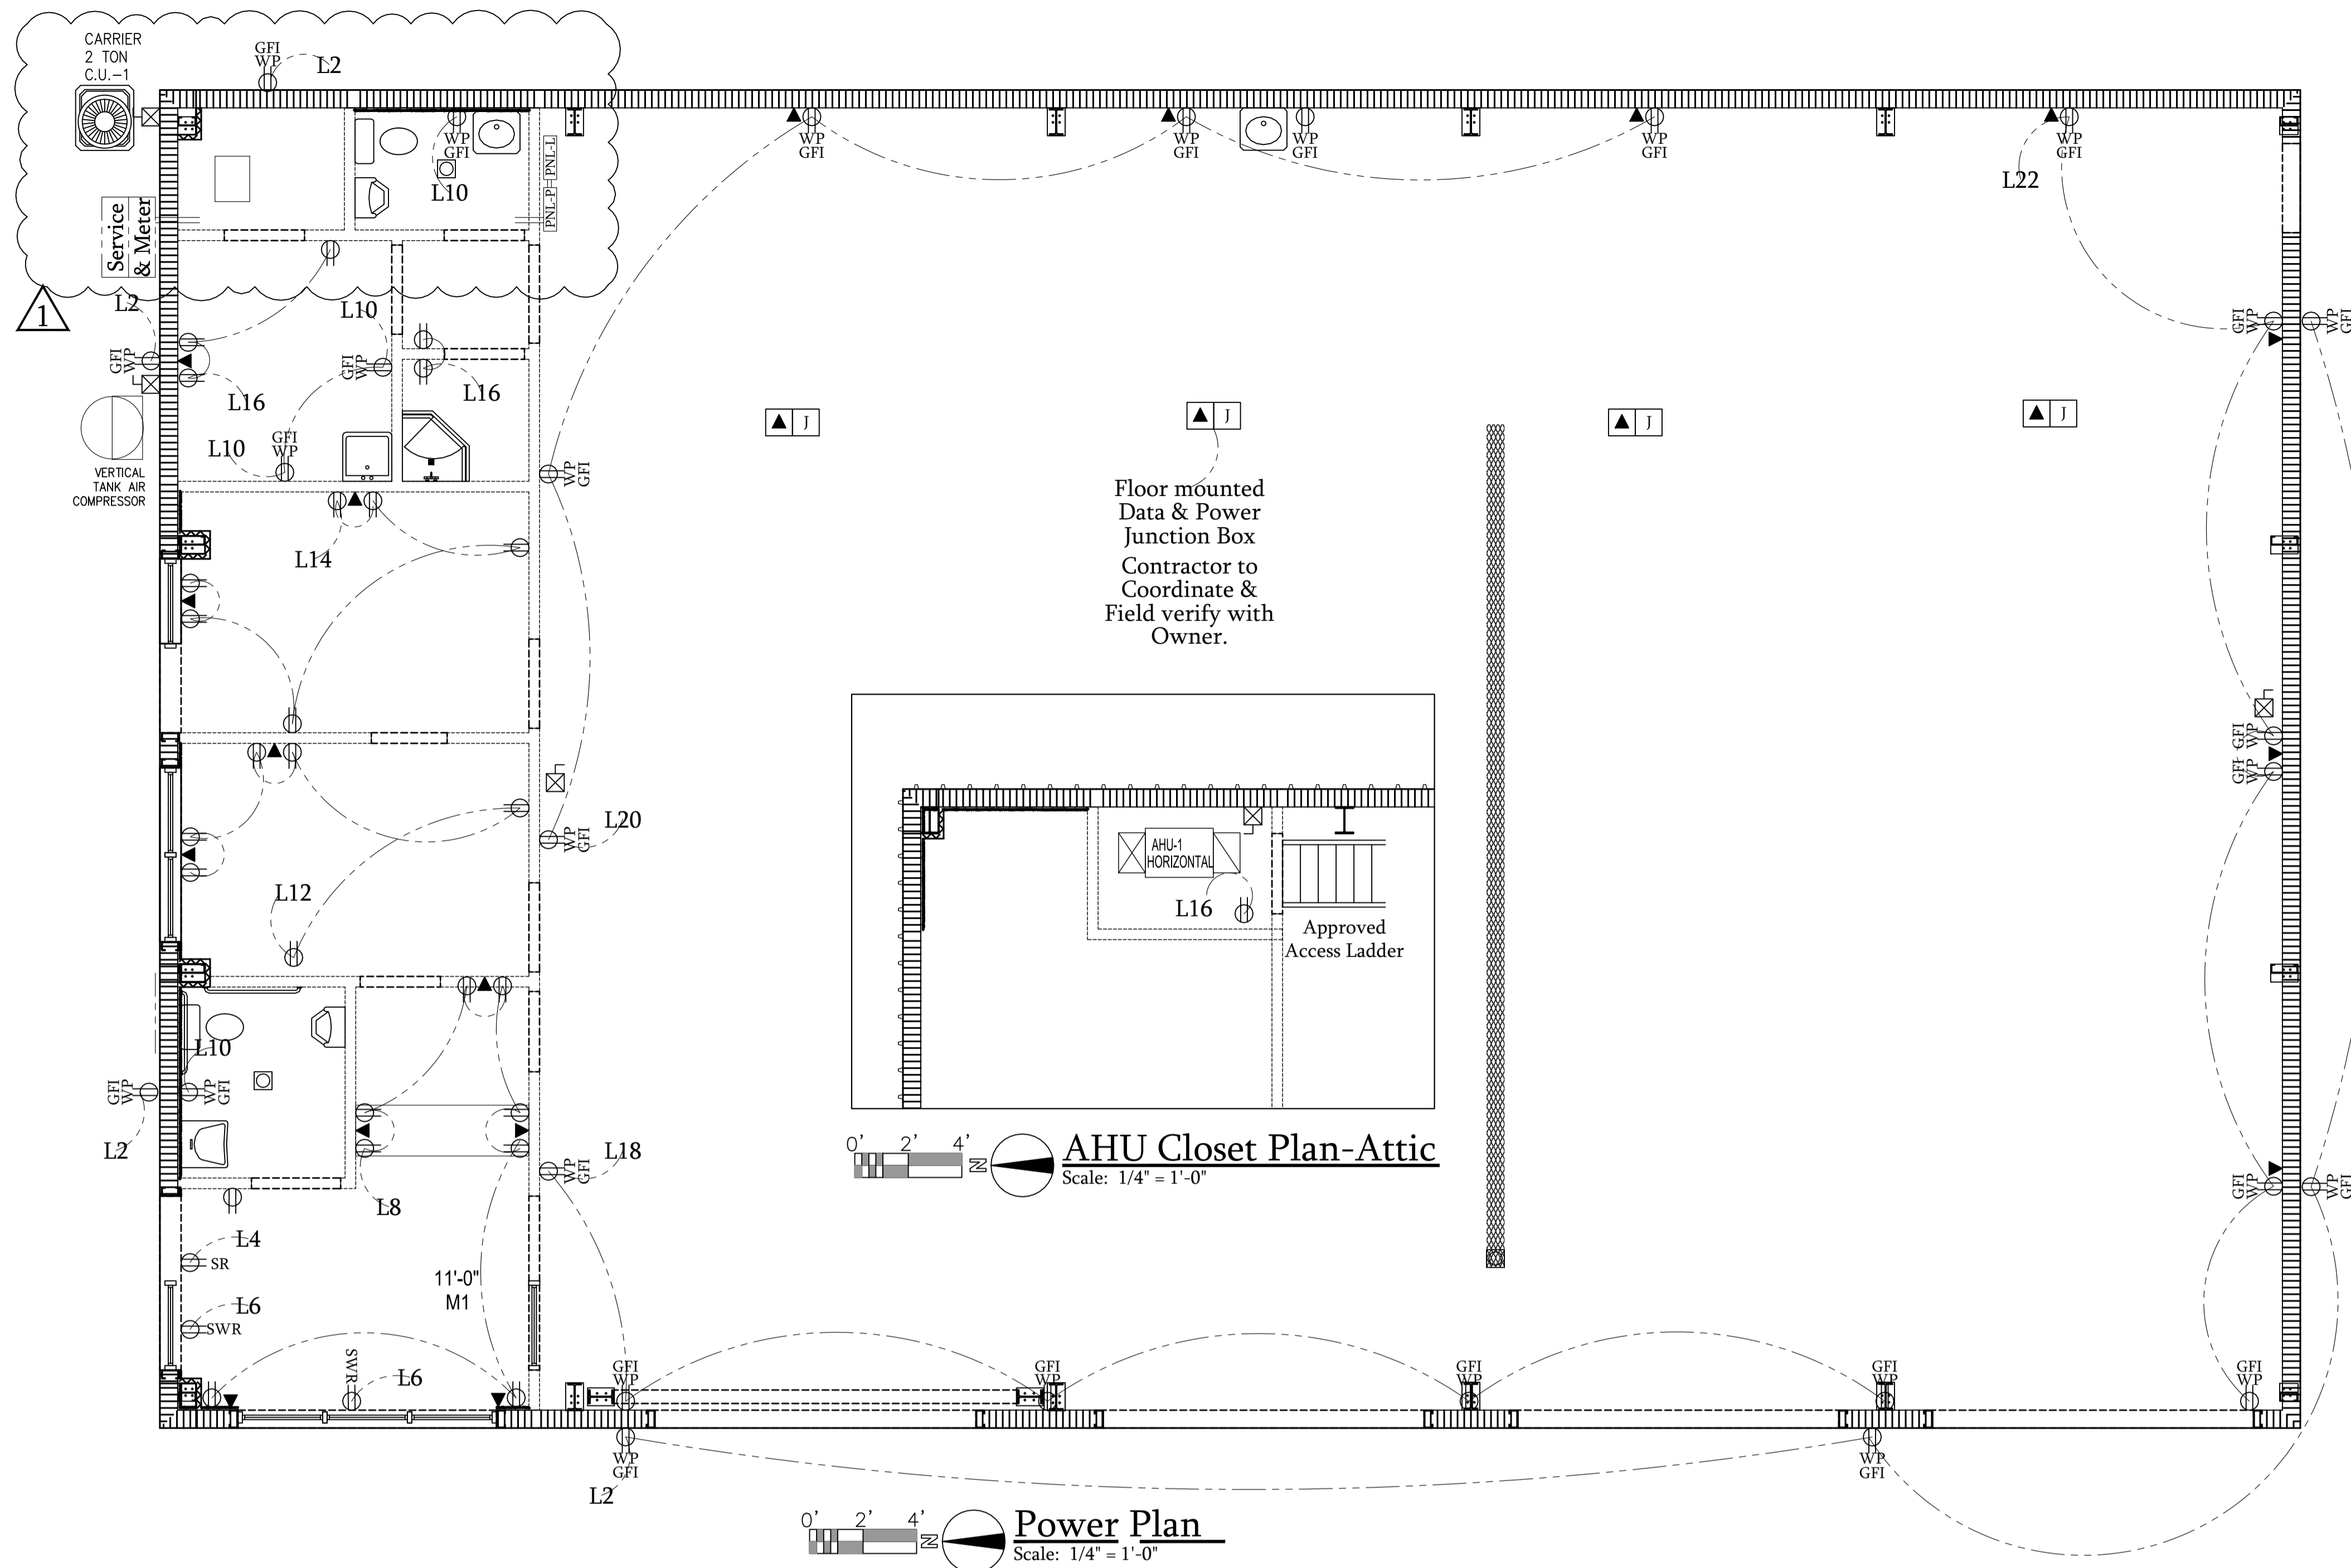 CARRIER
2 TON
C.U.-1
GFI
WP
L2
WP
GFI
L10
PNL-L
PNL-P
Service
& Meter
1
L2
GFI
WP
L10
GFI
WP
L16
L16
L10
GFI
WP
VERTICAL
TANK AIR
COMPRESSOR
WP
GFI
WP
GFI
WP
GFI
WP
GFI
WP
GFI
L22
GFI
WP
WP
GFI
J
J
J
J
WP
GFI
Floor mounted
Data & Power
Junction Box
Contractor to
Coordinate &
Field verify with
Owner.
L14
GFI
WP
GFI
WP
L20
WP
GFI
L12
AHU-1
HORIZONTAL
L16
Approved
Access Ladder
L10
GFI
WP
WP
GFI
L2
L18
WP
GFI
L8
0' 2' 4'
N
AHU Closet Plan-Attic
Scale: 1/4" = 1'-0"
GFI
WP
WP
GFI
L4
SR
L6
SWR
11'-0"
M1
SWR
L6
GFI
WP
GFI
WP
GFI
WP
GFI
WP
GFI
WP
WP
GFI
L2
WP
GFI
0' 2' 4'
N
Power Plan
Scale: 1/4" = 1'-0"